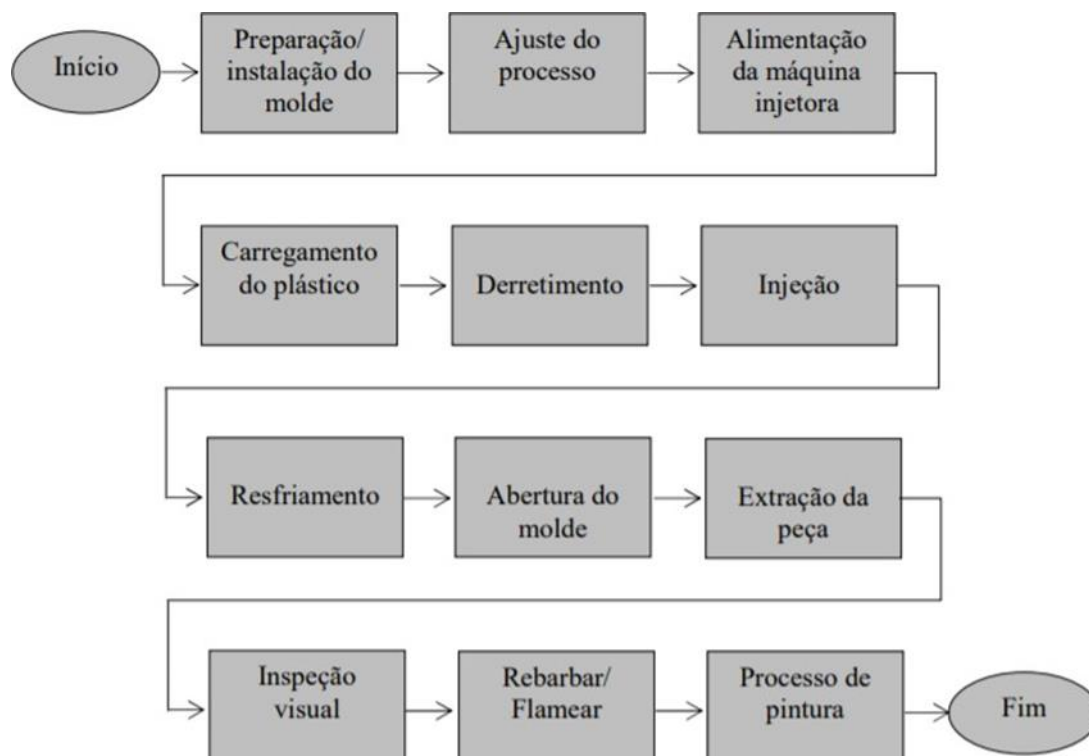 Início
Preparação/
instalação do
molde
Ajuste do
processo
Alimentação
da máquina
injetora
Carregamento
do plástico
Derretimento
Injeção
Resfriamento
Abertura do
molde
Extração da
peça
Inspeção
visual
Rebarbar/
Flamear
Processo de
pintura
Fim